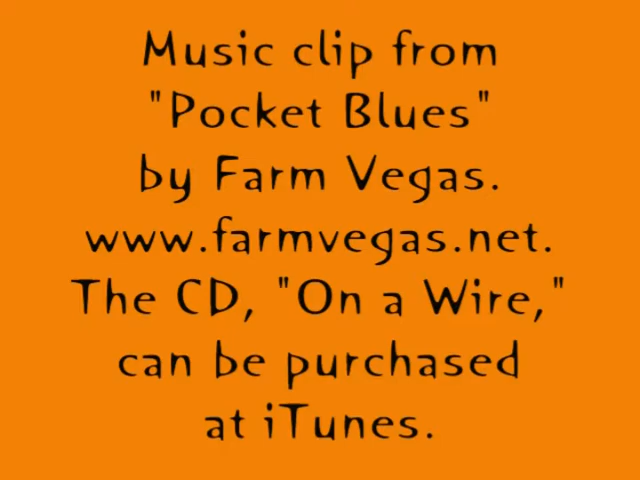 Music clip from
"Pocket Blues"
by Farm Vegas.
www.farmvegas.net.
The CD, "On a Wire,"
can be purchased
at iTunes.